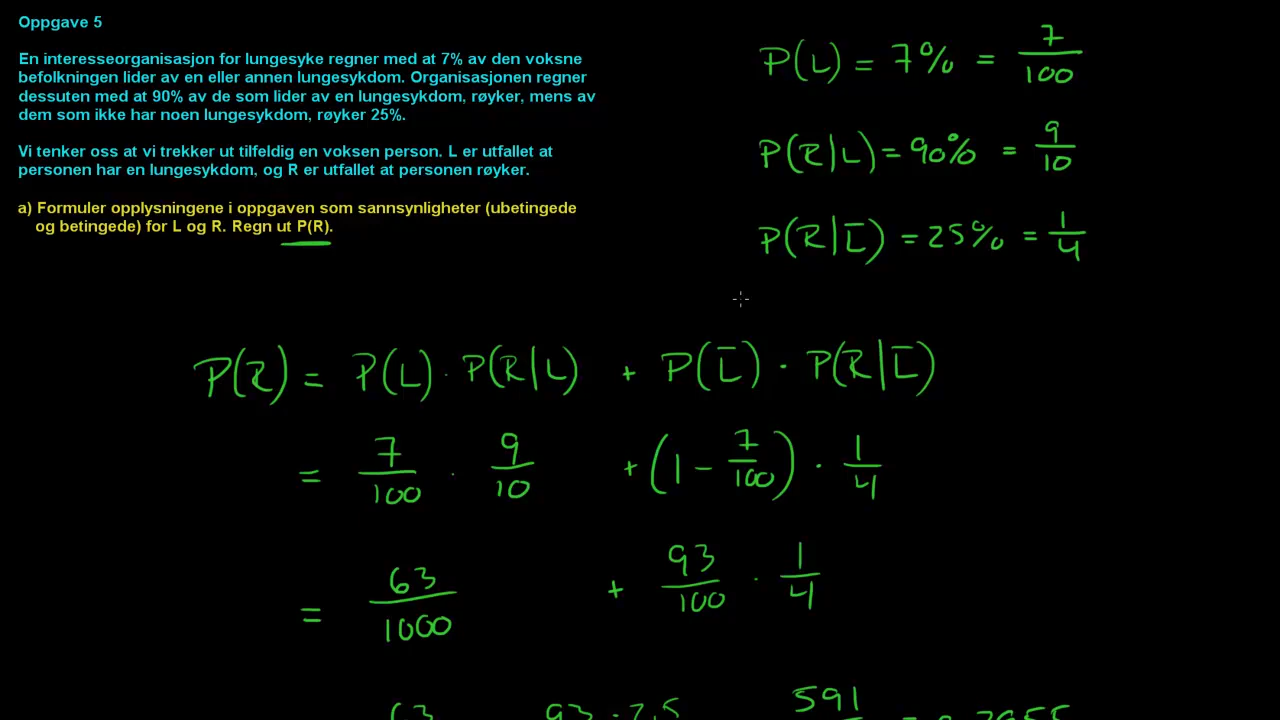 Oppgave 5
En interesseorganisasjon for lungesyke regner med at 7% av den voksne
befolkningen lider av en eller annen lungesykdom. Organisasjonen regner
dessuten med at 90% av de som lider av en lungesykdom, røyker, mens av
dem som ikke har noen lungesykdom, røyker 25%.
Vi tenker oss at vi trekker ut tilfeldig en voksen person. L er utfallet at
personen har en lungesykdom, og R er utfallet at personen røyker.
a) Formuler opplysningene i oppgaven som sannsynligheter (ubetingede
og betingede) for L og R. Regn ut P(R).
P(L) = 7% = 7/100
P(R|L) = 90% = 9/10
P(R|L̅) = 25% = 1/4
P(R) = P(L) · P(R|L) + P(L̅) · P(R|L̅)
= 7/100 · 9/10 + (1 - 7/100) · 1/4
= 63/1000 + 93/100 · 1/4
63 93 · 2,5 591